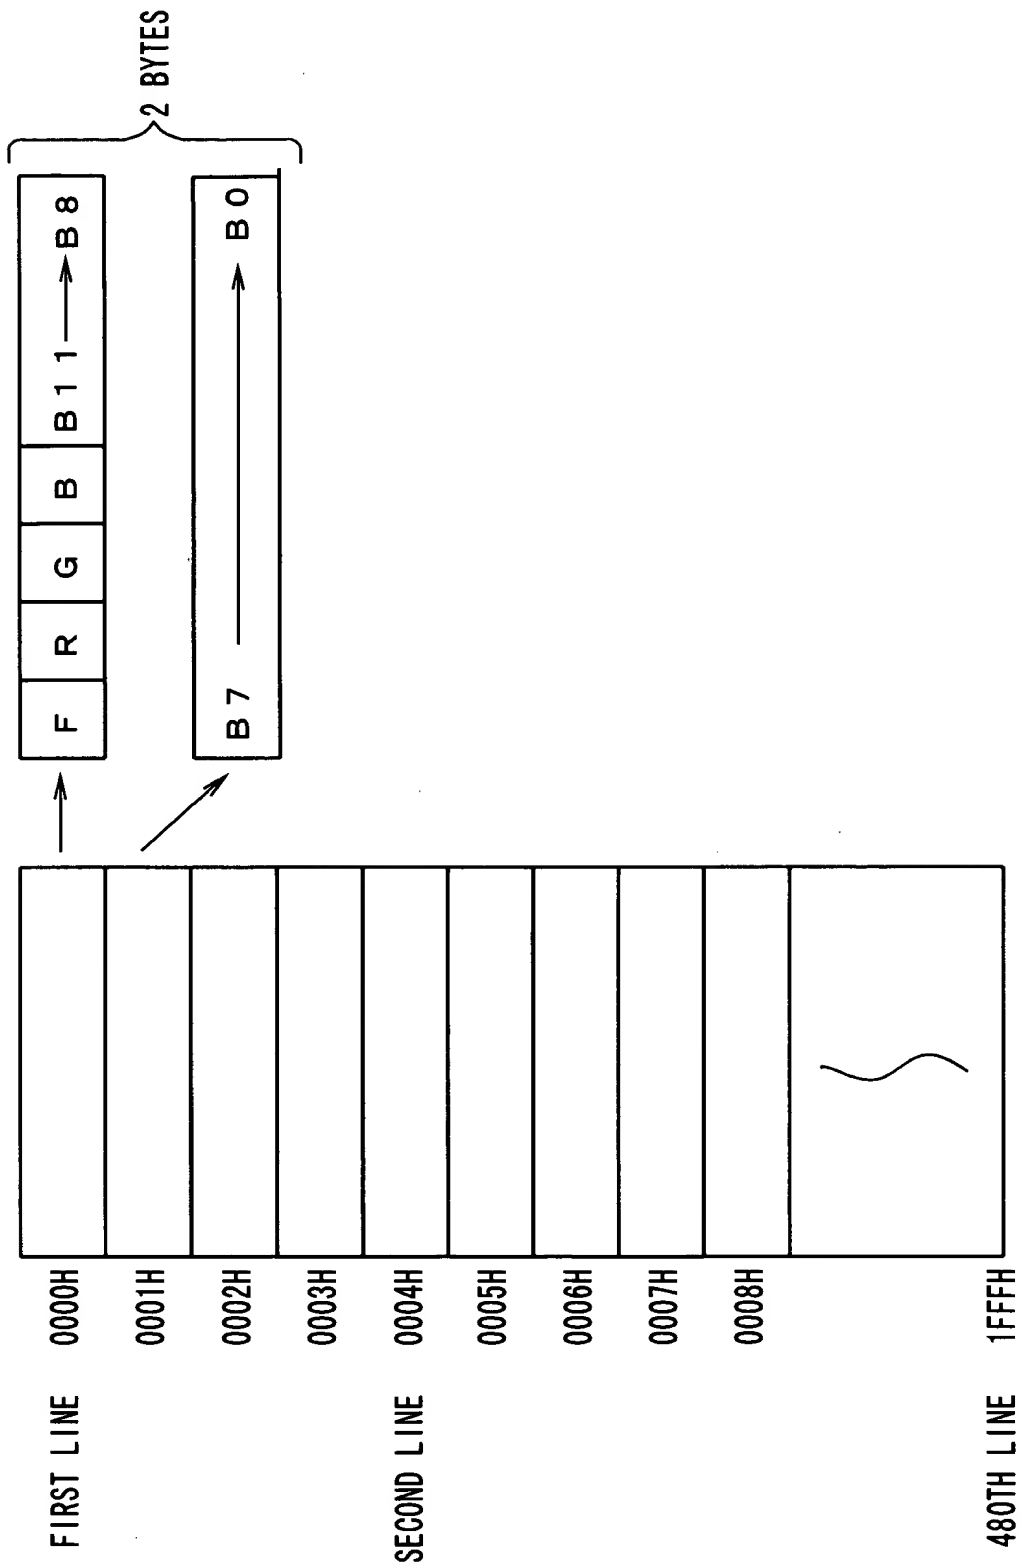 FIRST LINE 0000H F R G B B11 B8
0001H B7 B0 2 BYTES
0002H
0003H
SECOND LINE 0004H
0005H
0006H
0007H
0008H
480TH LINE 1FFFH